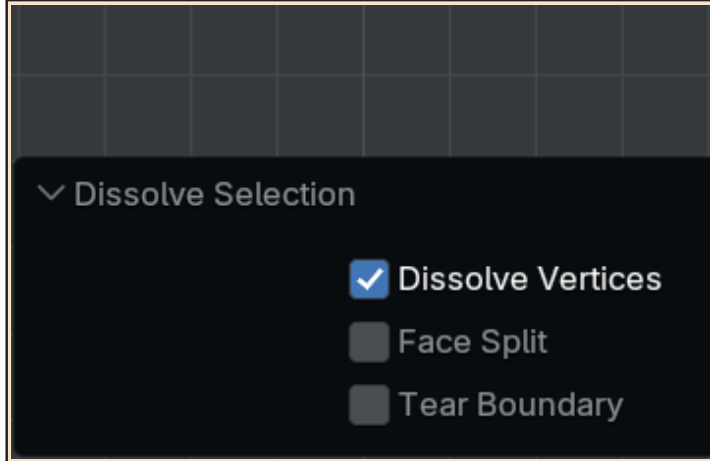 Dissolve Selection
Dissolve Vertices
Face Split
Tear Boundary